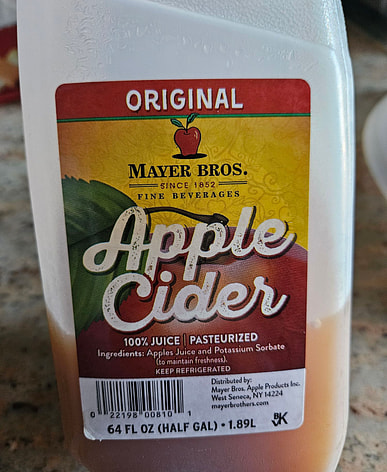 ORIGINAL
MAYER BROS.
SINCE 1852
FINE BEVERAGES
Apple
Cider
100% JUICE | PASTEURIZED
Ingredients: Apples Juice and Potassium Sorbate
(to maintain freshness).
KEEP REFRIGERATED
Distributed by:
Mayer Bros. Apple Products Inc.
West Seneca, NY 14224
mayerbrothers.com
0 22198 00810 1
64 FL OZ (HALF GAL) • 1.89L
BVK